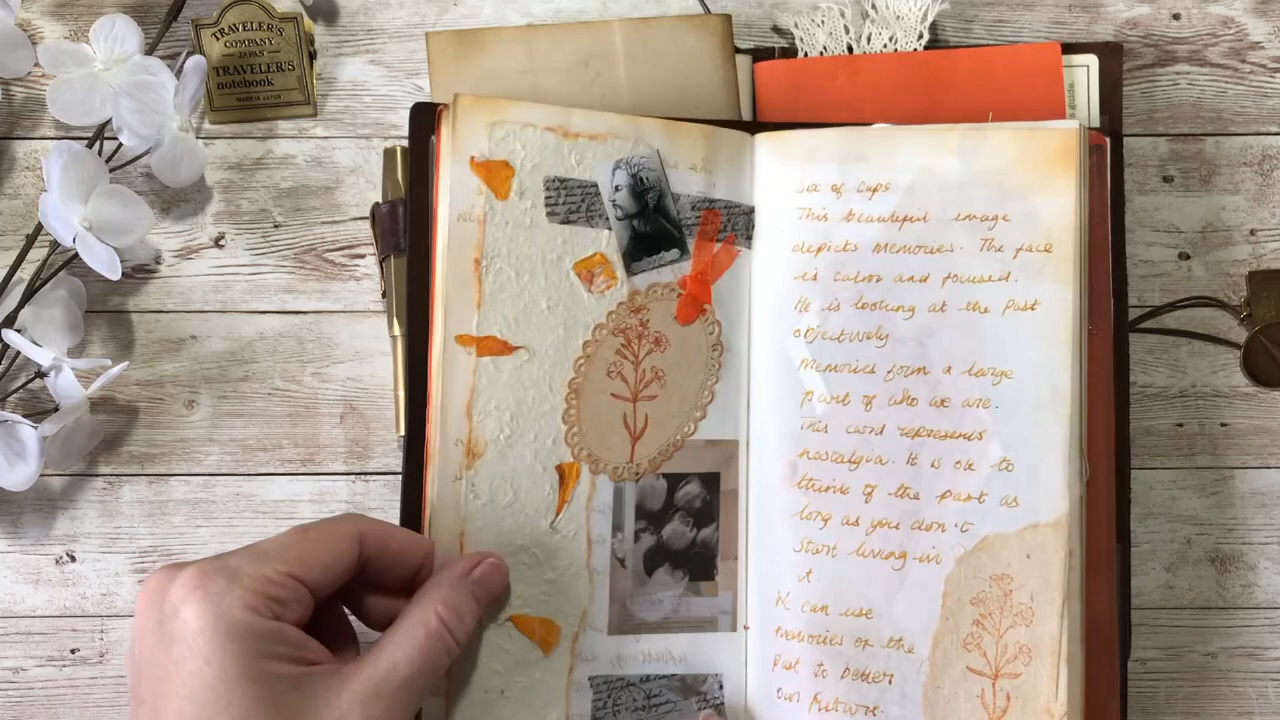 TRAVELER'S
COMPANY
JAPAN
TRAVELER'S
notebook
MADE IN JAPAN
guide
Six of Cups
This beautiful image
depicts memories. The face
is calm and focused.
He is looking at the past
objectively
Memories form a large
part of who we are.
This card represents
nostalgia. It is ok to
think of the past as
long as you don't
start living in
it.
We can use
memories of the
past to better
our future.